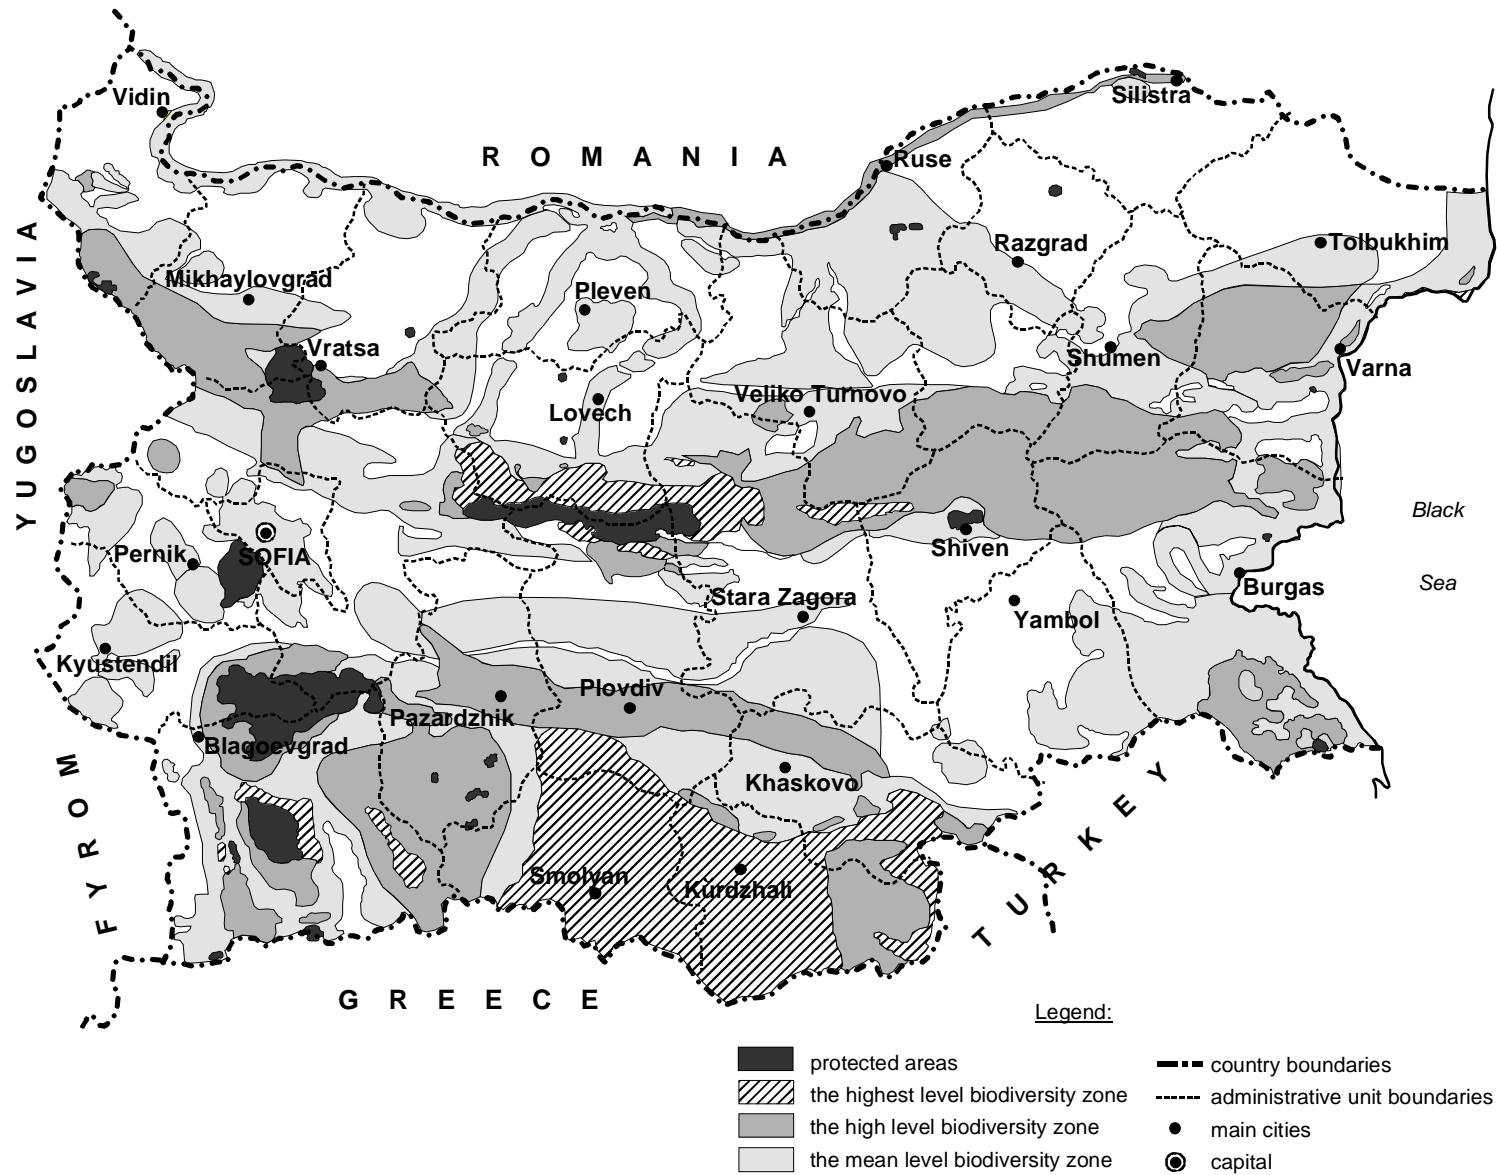 Vidin
Silistra
ROMANIA
Ruse
YUGOSLAVIA
Razgrad
Tolbukhim
Mikhaylovgrad
Pleven
Vratsa
Shumen
Varna
Veliko Turnovo
Lovech
Black
Sea
Pernik
SOFIA
Shiven
Burgas
Stara Zagora
Yambol
Kyustendil
Plovdiv
Pazardzhik
Blagoevgrad
Khaskovo
FYROM
TURKEY
Smolyan
Kurdzhali
GREECE
Legend:
protected areas
the highest level biodiversity zone
the high level biodiversity zone
the mean level biodiversity zone
country boundaries
administrative unit boundaries
main cities
capital